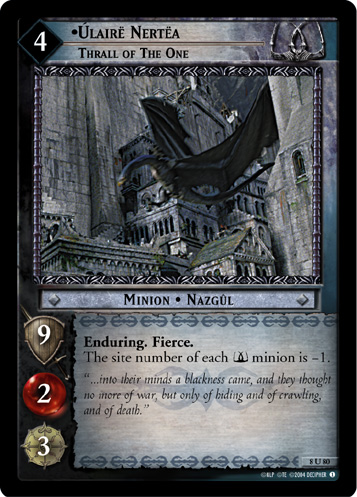 4
•Úlairë Nertëa
Thrall of The One
Minion • Nazgûl
9
Enduring. Fierce.
The site number of each minion is –1.
2
“...into their minds a blackness came, and they thought
no more of war, but only of hiding and of crawling,
and of death.”
3
8 U 80
©NLP ©TE ©2004 DECIPHER